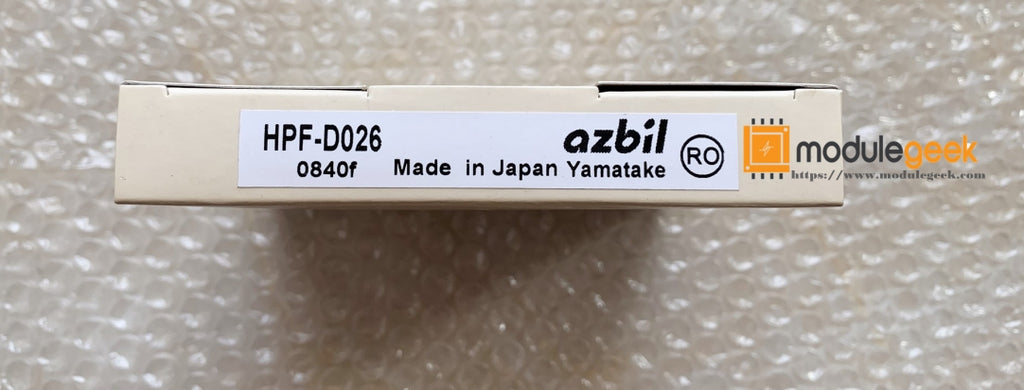 HPF-D026
0840f
azbil
Made in Japan Yamatake
RO
modulegeek
https://www.modulegeek.com